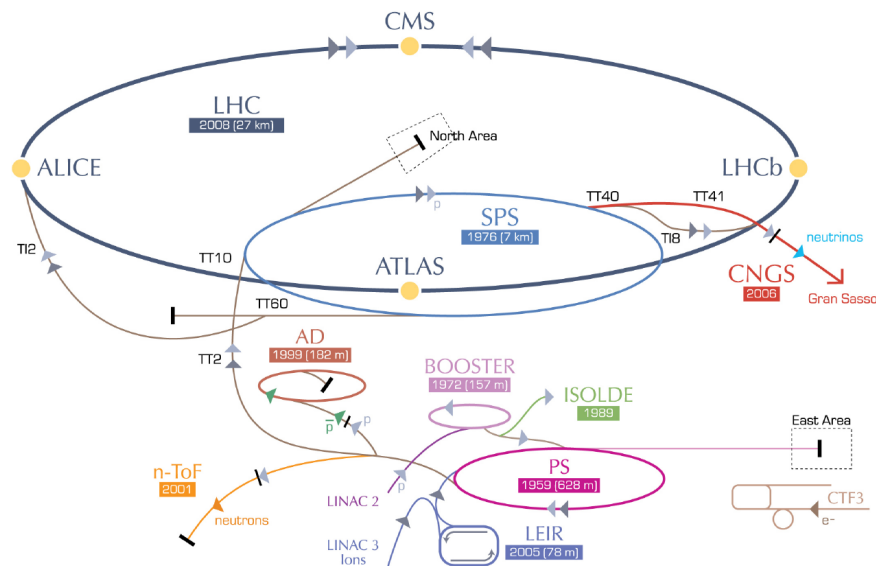 CMS
LHC
2008 (27 km)
North Area
ALICE
LHCb
TT40
TT41
p
SPS
1976 (7 km)
TI8
neutrinos
TI2
TT10
ATLAS
CNGS
2006
Gran Sasso
TT60
AD
1999 (182 m)
TT2
BOOSTER
1972 (157 m)
ISOLDE
1989
p
p
East Area
n-ToF
2001
PS
1959 (628 m)
p
LINAC 2
neutrons
CTF3
e-
LEIR
2005 (78 m)
LINAC 3
Ions